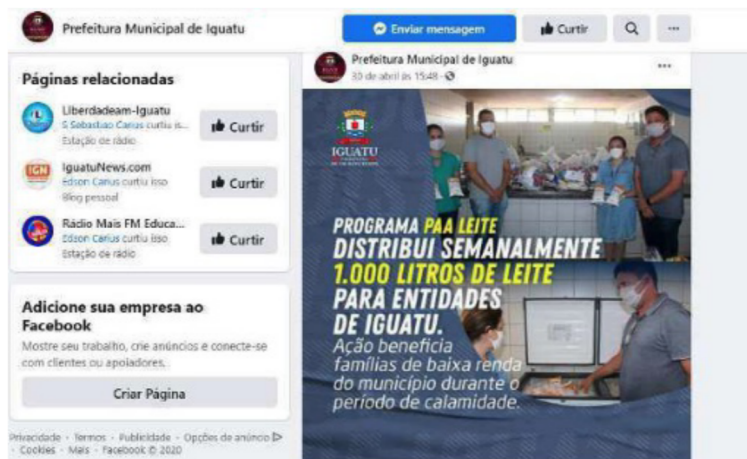 Prefeitura Municipal de Iguatu
Enviar mensagem
Curtir
Páginas relacionadas
Liberdadeam-Iguatu
S Sebastiao Carius curtiu is...
Estação de rádio
Curtir
IGN
IguatuNews.com
Edson Carius curtiu isso
Blog pessoal
Curtir
Rádio Mais FM Educa...
Edson Carius curtiu isso
Estação de rádio
Curtir
Adicione sua empresa ao
Facebook
Mostre seu trabalho, crie anúncios e conecte-se
com clientes ou apoiadores.
Criar Página
Privacidade · Termos · Publicidade · Opções de anúncio
· Cookies · Mais · Facebook © 2020
Prefeitura Municipal de Iguatu
30 de abril às 15:48 ·
IGUATU
PROGRAMA PAA LEITE
DISTRIBUI SEMANALMENTE
1.000 LITROS DE LEITE
PARA ENTIDADES
DE IGUATU.
Ação beneficia
famílias de baixa renda
do município durante o
período de calamidade.